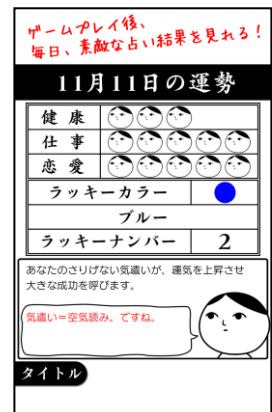 ゲームプレイ後、
毎日、素敵な占い結果を見れる!
11月11日の運勢
健康
仕事
恋愛
ラッキーカラー
ブルー
ラッキーナンバー 2
あなたのさりげない気遣いが、運気を上昇させ
大きな成功を呼びます。
気遣い=空気読み。ですね。
タイトル